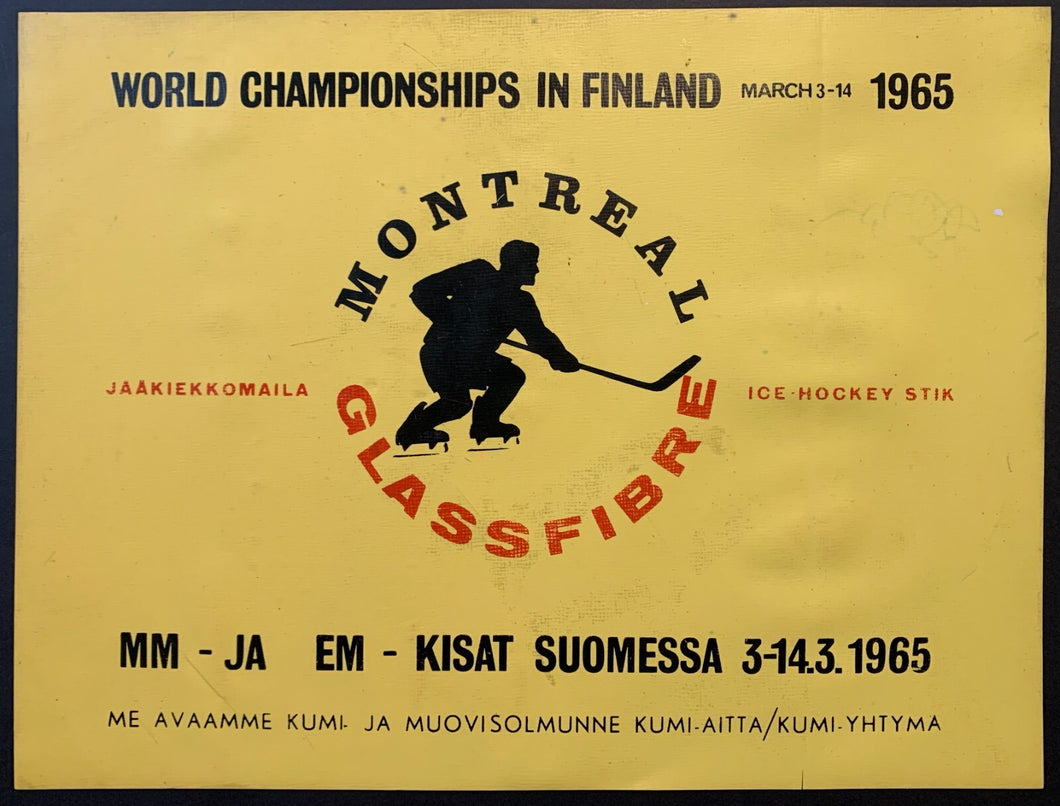 WORLD CHAMPIONSHIPS IN FINLAND MARCH 3-14 1965
MONTREAL
JÄÄKIEKKOMAILA
ICE-HOCKEY STIK
GLASSFIBRE
MM - JA EM - KISAT SUOMESSA 3-14.3.1965
ME AVAAMME KUMI- JA MUOVISOLMUNNE KUMI-AITTA/KUMI-YHTYMA